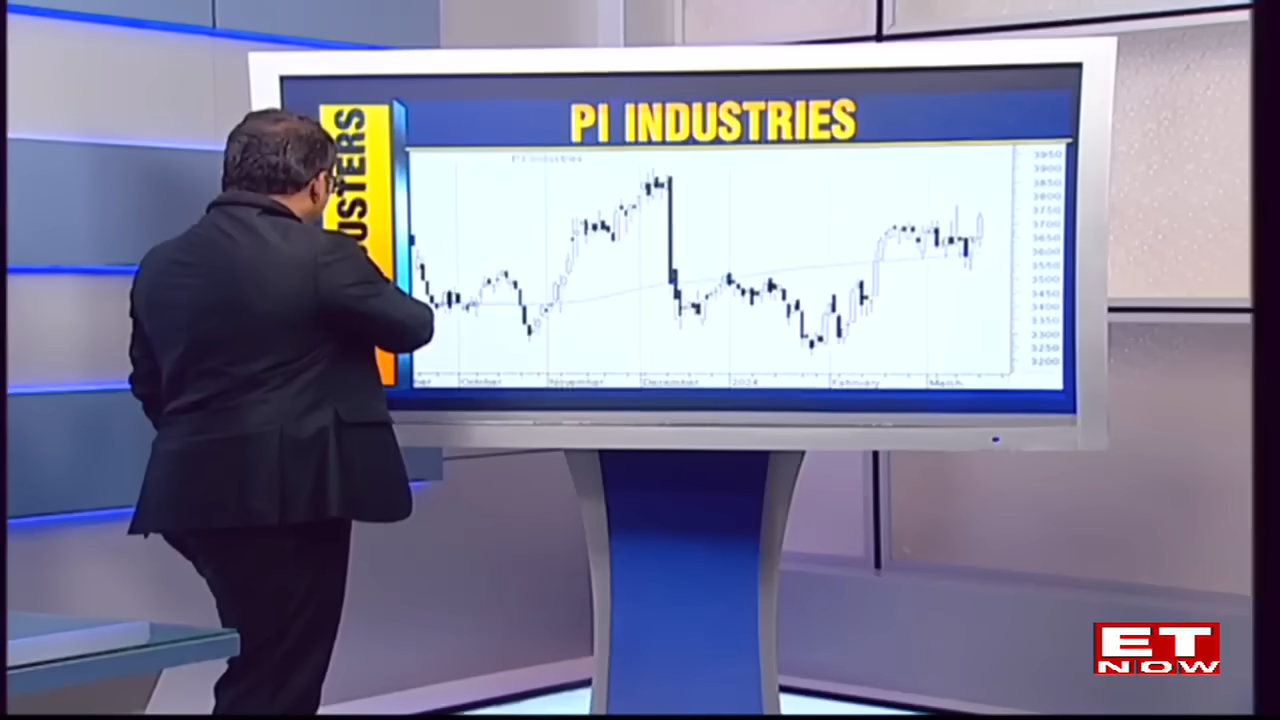 PI INDUSTRIES
USTERS
PI Industries
3950
3900
3850
3800
3750
3700
3650
3600
3550
3500
3450
3400
3350
3300
3250
3200
October
November
December
2024
February
March
ET
NOW